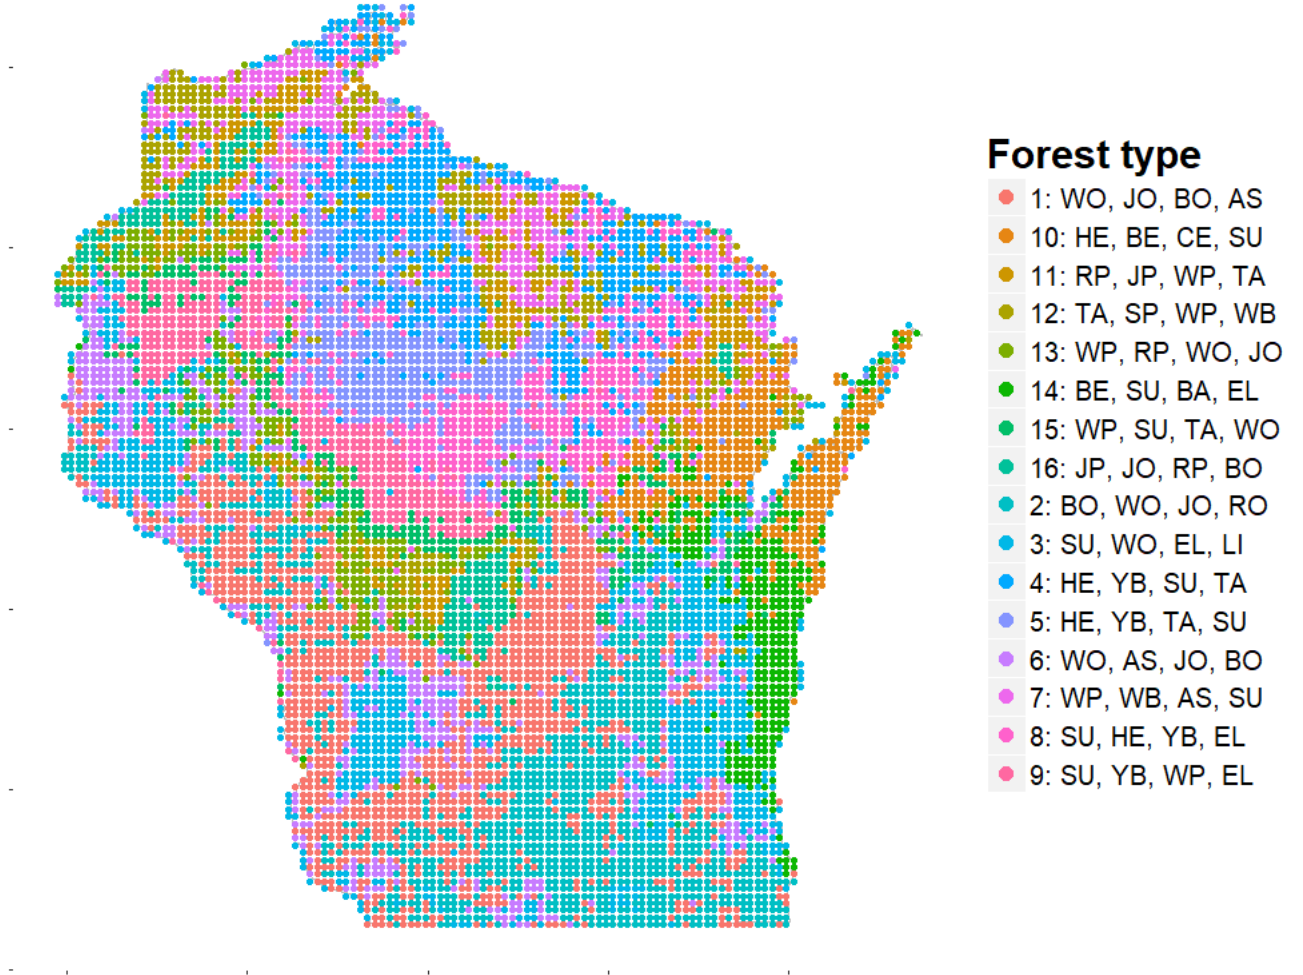 Forest type
1: WO, JO, BO, AS
10: HE, BE, CE, SU
11: RP, JP, WP, TA
12: TA, SP, WP, WB
13: WP, RP, WO, JO
14: BE, SU, BA, EL
15: WP, SU, TA, WO
16: JP, JO, RP, BO
2: BO, WO, JO, RO
3: SU, WO, EL, LI
4: HE, YB, SU, TA
5: HE, YB, TA, SU
6: WO, AS, JO, BO
7: WP, WB, AS, SU
8: SU, HE, YB, EL
9: SU, YB, WP, EL